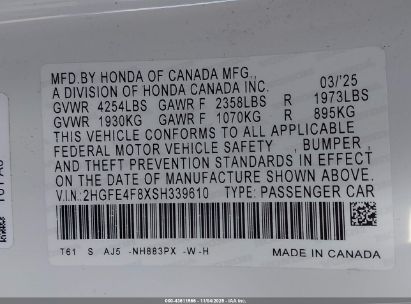 MFD.BY HONDA OF CANADA MFG., 03/'25
A DIVISION OF HONDA CANADA INC.
GVWR 4254LBS GAWR F 2358LBS R 1973LBS
GVWR 1930KG GAWR F 1070KG R 895KG
THIS VEHICLE CONFORMS TO ALL APPLICABLE
FEDERAL MOTOR VEHICLE SAFETY , BUMPER ,
AND THEFT PREVENTION STANDARDS IN EFFECT
ON THE DATE OF MANUFACTURE SHOWN ABOVE.
V.I.N: 2HGFE4F8XSH339610 TYPE: PASSENGER CAR
T61 S AJ5 -NH883PX -W-H
MADE IN CANADA